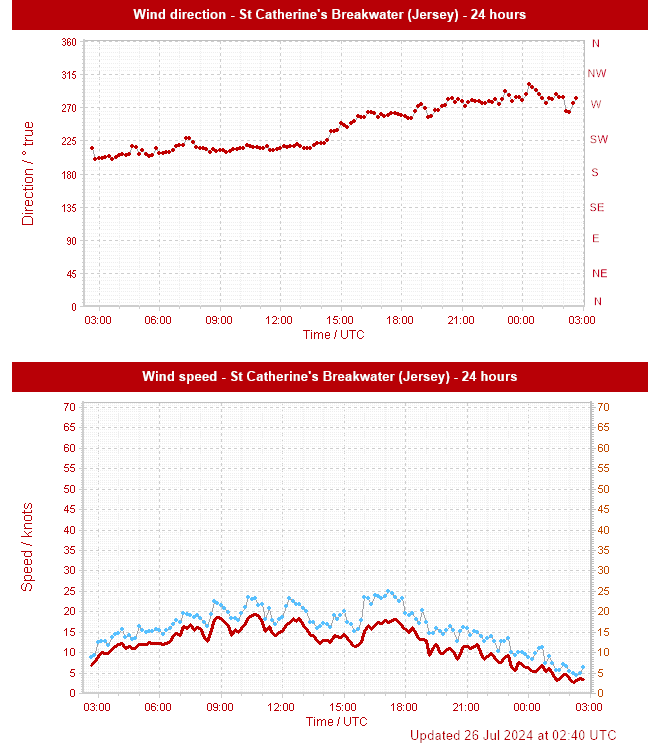 Wind direction - St Catherine's Breakwater (Jersey) - 24 hours
360 N
315 NW
270 W
225 SW
180 S
135 SE
90 E
45 NE
0 N
Direction / ° true
03:00 06:00 09:00 12:00 15:00 18:00 21:00 00:00 03:00
Time / UTC
Wind speed - St Catherine's Breakwater (Jersey) - 24 hours
70 70
65 65
60 60
55 55
50 50
45 45
40 40
35 35
30 30
25 25
20 20
15 15
10 10
5 5
0 0
Speed / knots
03:00 06:00 09:00 12:00 15:00 18:00 21:00 00:00 03:00
Time / UTC
Updated 26 Jul 2024 at 02:40 UTC